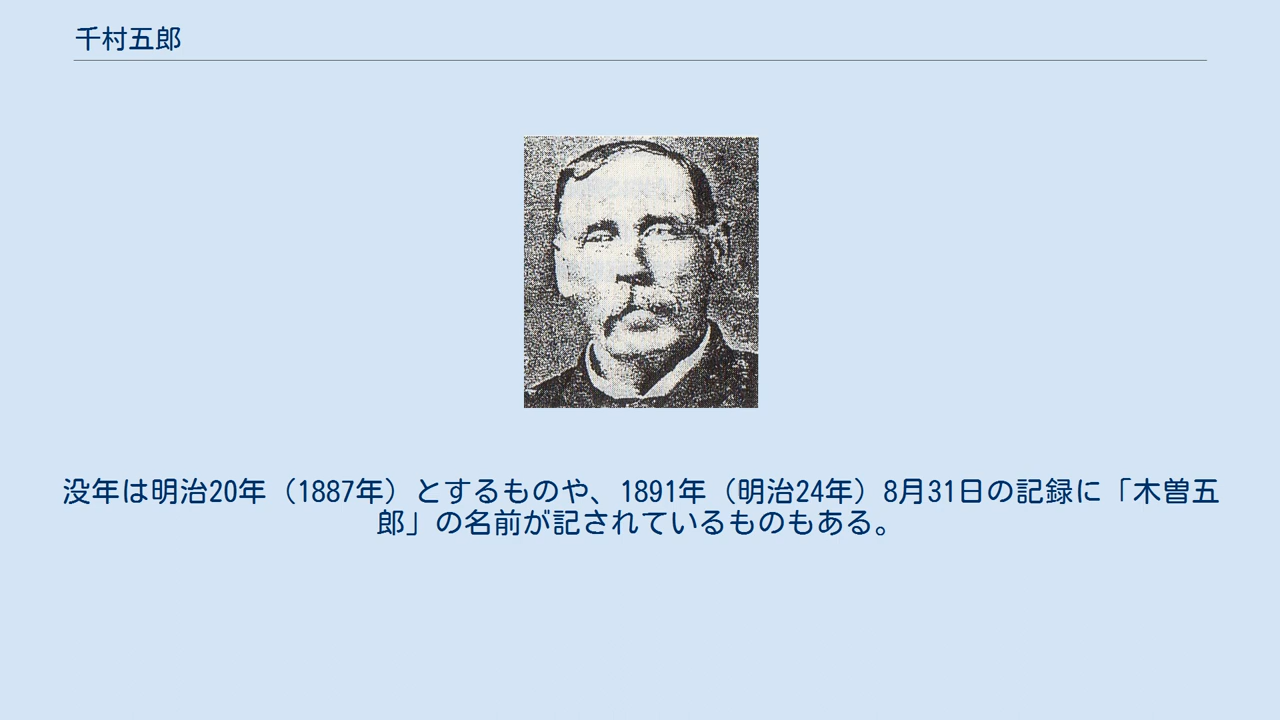 千村五郎
没年は明治20年（1887年）とするものや、1891年（明治24年）8月31日の記録に「木曽五
郎」の名前が記されているものもある。